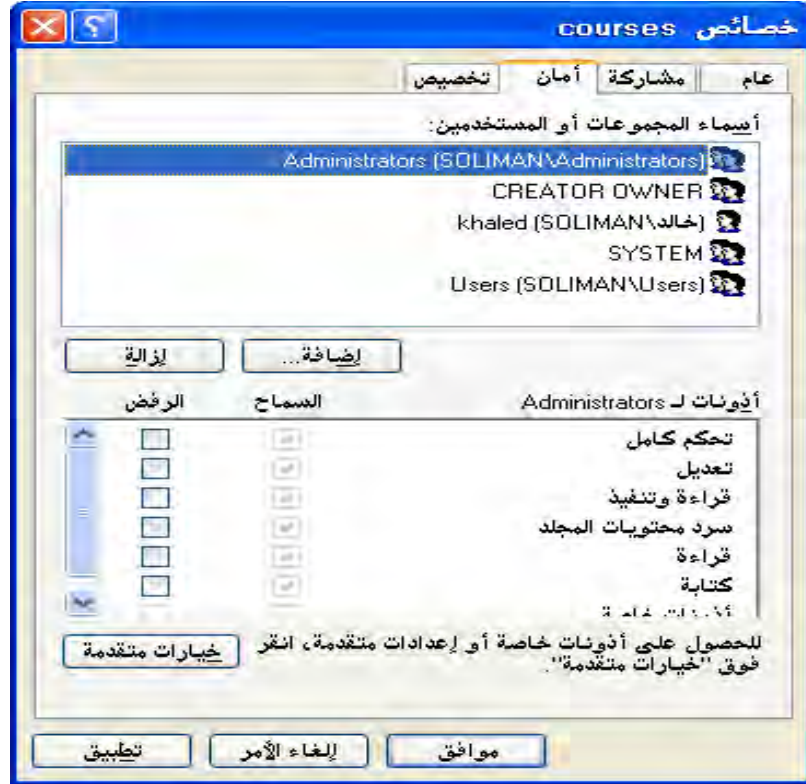 خصائص courses
عام مشاركة أمان تخصيص
أسماء المجموعات أو المستخدمين:
Administrators (SOLIMAN\Administrators)
CREATOR OWNER
khaled (SOLIMAN\خالد)
SYSTEM
Users (SOLIMAN\Users)
إضافة... إزالة
أذونات لـ Administrators السماح الرفض
تحكم كامل
تعديل
قراءة وتنفيذ
سرد محتويات المجلد
قراءة
كتابة
أذونات خاصة
للحصول على أذونات خاصة أو إعدادات متقدمة، انقر
فوق "خيارات متقدمة".
خيارات متقدمة
موافق إلغاء الأمر تطبيق